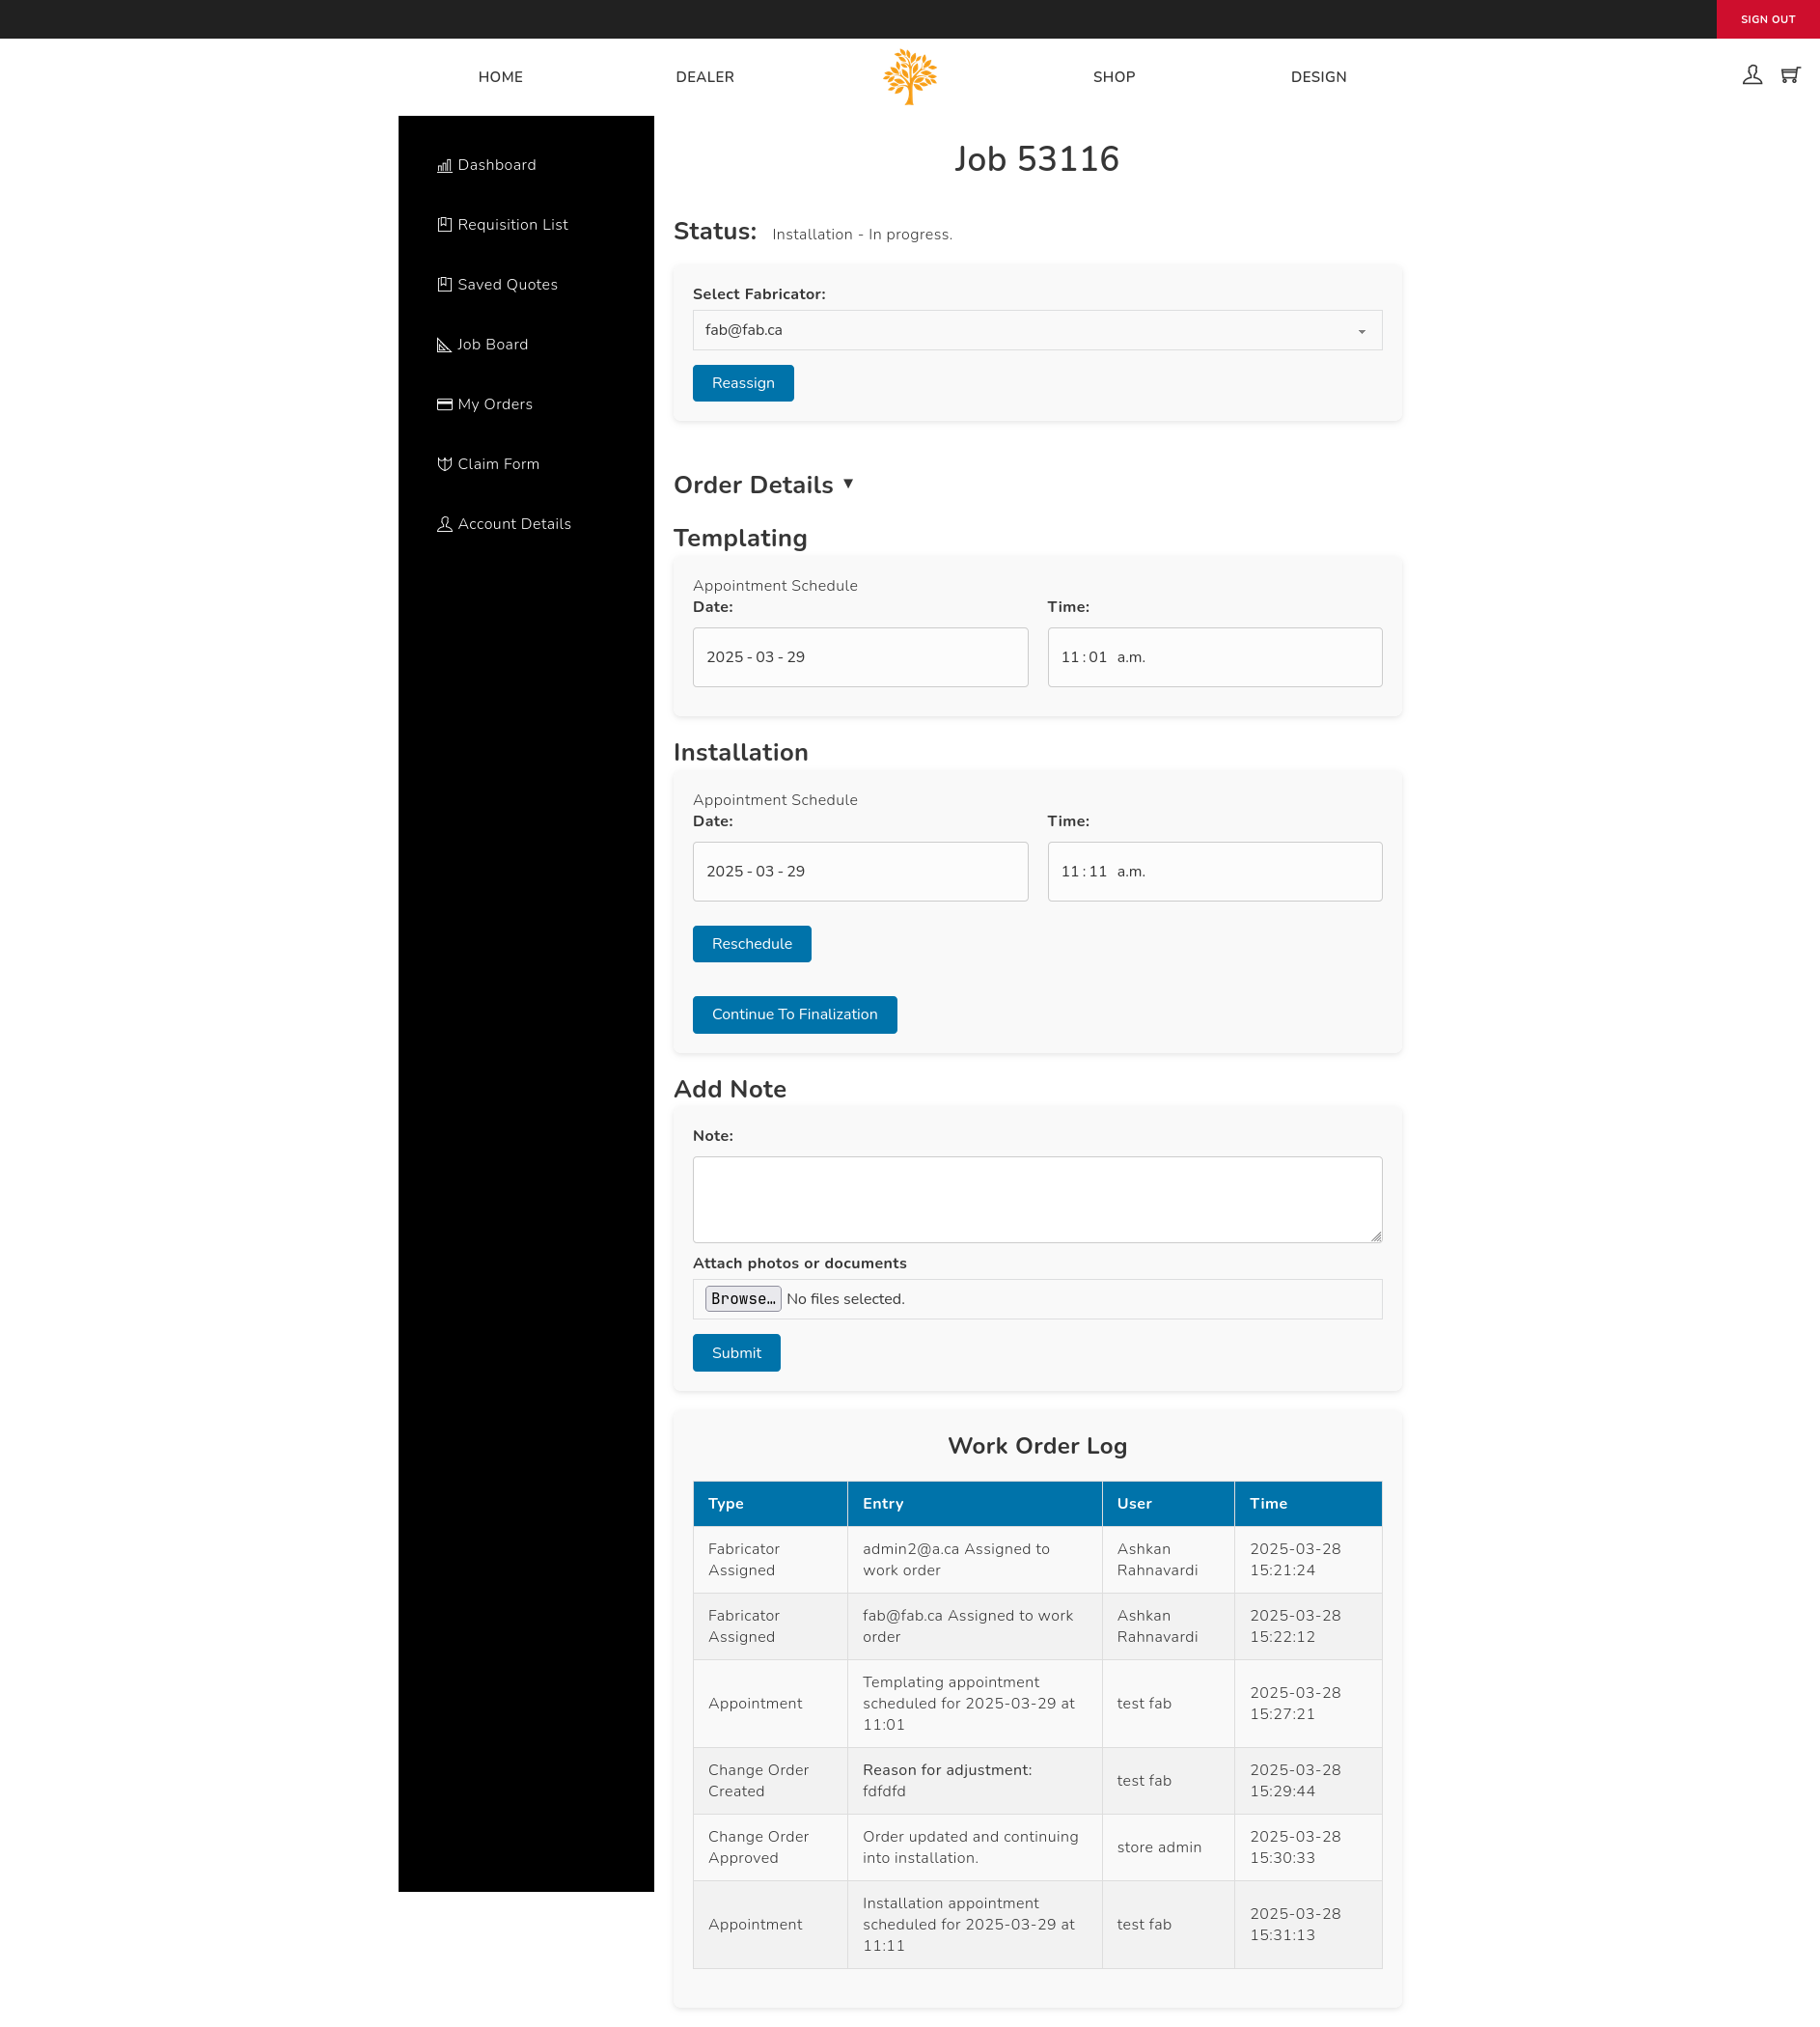 SIGN OUT
HOME
DEALER
SHOP
DESIGN
Dashboard
Requisition List
Saved Quotes
Job Board
My Orders
Claim Form
Account Details
Job 53116
Status: Installation - In progress.
Select Fabricator:
fab@fab.ca
Reassign
Order Details ▼
Templating
Appointment Schedule
Date:
Time:
2025 - 03 - 29
11 : 01 a.m.
Installation
Appointment Schedule
Date:
Time:
2025 - 03 - 29
11 : 11 a.m.
Reschedule
Continue To Finalization
Add Note
Note:
Attach photos or documents
Browse… No files selected.
Submit
Work Order Log
Type
Entry
User
Time
Fabricator
Assigned
admin2@a.ca Assigned to
work order
Ashkan
Rahnavardi
2025-03-28
15:21:24
Fabricator
Assigned
fab@fab.ca Assigned to work
order
Ashkan
Rahnavardi
2025-03-28
15:22:12
Appointment
Templating appointment
scheduled for 2025-03-29 at
11:01
test fab
2025-03-28
15:27:21
Change Order
Created
Reason for adjustment:
fdfdfd
test fab
2025-03-28
15:29:44
Change Order
Approved
Order updated and continuing
into installation.
store admin
2025-03-28
15:30:33
Appointment
Installation appointment
scheduled for 2025-03-29 at
11:11
test fab
2025-03-28
15:31:13